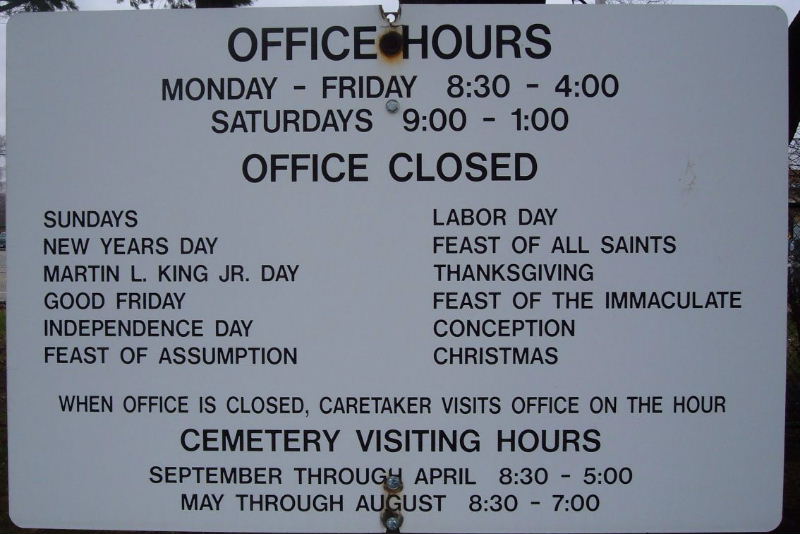 OFFICE HOURS
MONDAY - FRIDAY 8:30 - 4:00
SATURDAYS 9:00 - 1:00
OFFICE CLOSED
SUNDAYS
NEW YEARS DAY
MARTIN L. KING JR. DAY
GOOD FRIDAY
INDEPENDENCE DAY
FEAST OF ASSUMPTION
LABOR DAY
FEAST OF ALL SAINTS
THANKSGIVING
FEAST OF THE IMMACULATE
CONCEPTION
CHRISTMAS
WHEN OFFICE IS CLOSED, CARETAKER VISITS OFFICE ON THE HOUR
CEMETERY VISITING HOURS
SEPTEMBER THROUGH APRIL 8:30 - 5:00
MAY THROUGH AUGUST 8:30 - 7:00